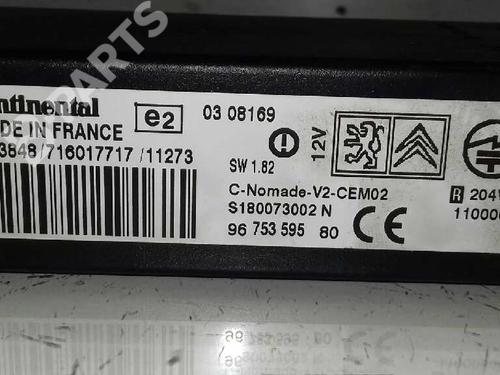 PARTS
ntinental
DE IN FRANCE
e2
03 08169
12V
3848/716017717/11273
SW 1.82
C-Nomade-V2-CEM02
R 204
S180073002 N
11000
96 753 595 80
CE